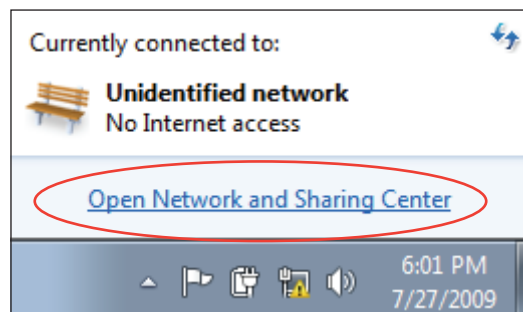 Currently connected to:
Unidentified network
No Internet access
Open Network and Sharing Center
6:01 PM
7/27/2009